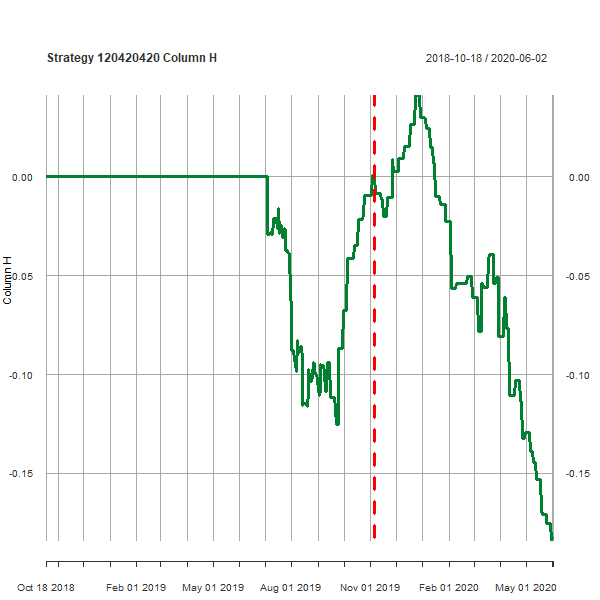 Strategy 120420420 Column H
2018-10-18 / 2020-06-02
0.00
0.00
-0.05
-0.05
Column H
-0.10
-0.10
-0.15
-0.15
Oct 18 2018
Feb 01 2019
May 01 2019
Aug 01 2019
Nov 01 2019
Feb 01 2020
May 01 2020